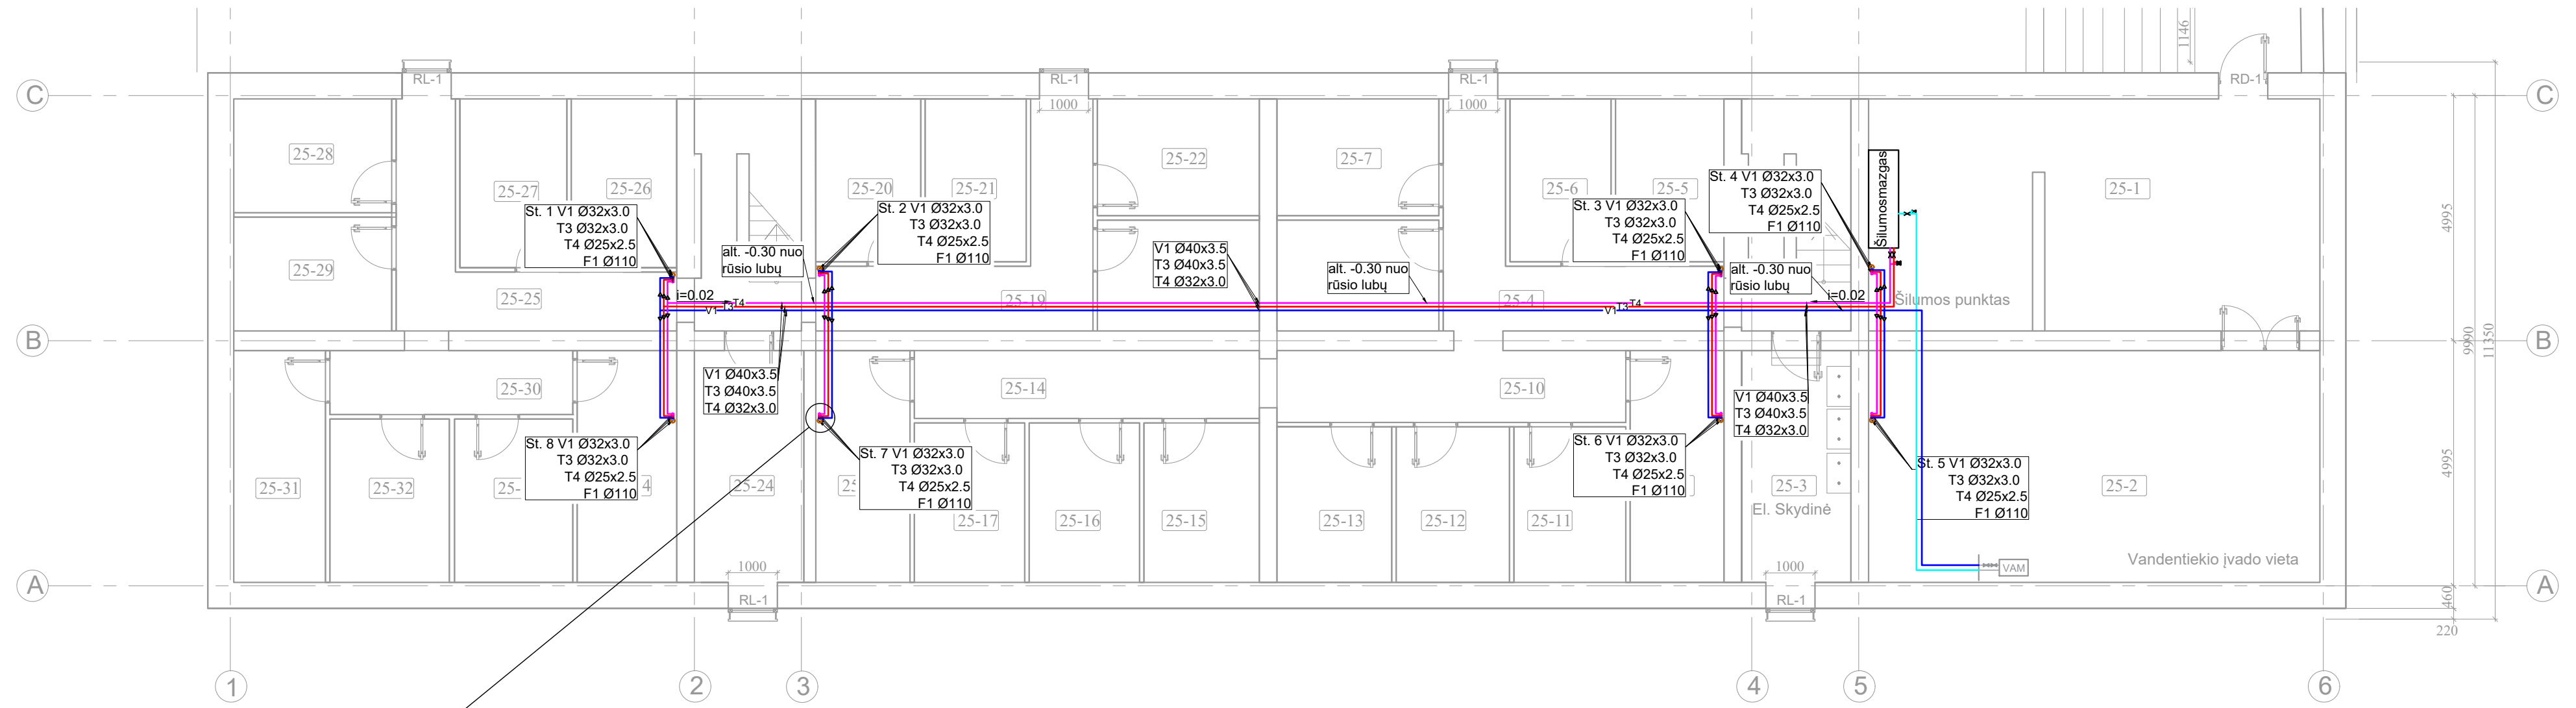 1146
C
RL-1
RL-1
RL-1
RD-1
C
1000
1000
25-28
25-22
25-7
25-27
25-26
25-20
25-21
25-6
25-5
25-1
Šilumosmazgas
St. 1 V1 Ø32x3.0
T3 Ø32x3.0
T4 Ø25x2.5
F1 Ø110
St. 2 V1 Ø32x3.0
T3 Ø32x3.0
T4 Ø25x2.5
F1 Ø110
St. 3 V1 Ø32x3.0
T3 Ø32x3.0
T4 Ø25x2.5
F1 Ø110
St. 4 V1 Ø32x3.0
T3 Ø32x3.0
T4 Ø25x2.5
F1 Ø110
4995
alt. -0.30 nuo
rūsio lubų
V1 Ø40x3.5
T3 Ø40x3.5
T4 Ø32x3.0
alt. -0.30 nuo
rūsio lubų
alt. -0.30 nuo
rūsio lubų
25-29
25-25
i=0.02
T4
T3
V1
25-19
25-4
T4
T3
V1
i=0.02
Šilumos punktas
B
B
9990
11350
V1 Ø40x3.5
T3 Ø40x3.5
T4 Ø32x3.0
25-30
25-14
25-10
V1 Ø40x3.5
T3 Ø40x3.5
T4 Ø32x3.0
St. 8 V1 Ø32x3.0
T3 Ø32x3.0
T4 Ø25x2.5
F1 Ø110
St. 7 V1 Ø32x3.0
T3 Ø32x3.0
T4 Ø25x2.5
F1 Ø110
St. 6 V1 Ø32x3.0
T3 Ø32x3.0
T4 Ø25x2.5
F1 Ø110
St. 5 V1 Ø32x3.0
T3 Ø32x3.0
T4 Ø25x2.5
F1 Ø110
4995
25-31
25-32
25-
4
25-24
25-17
25-16
25-15
25-13
25-12
25-11
25-3
El. Skydinė
25-2
Vandentiekio įvado vieta
VAM
1000
1000
A
RL-1
RL-1
A
460
220
1
2
3
4
5
6